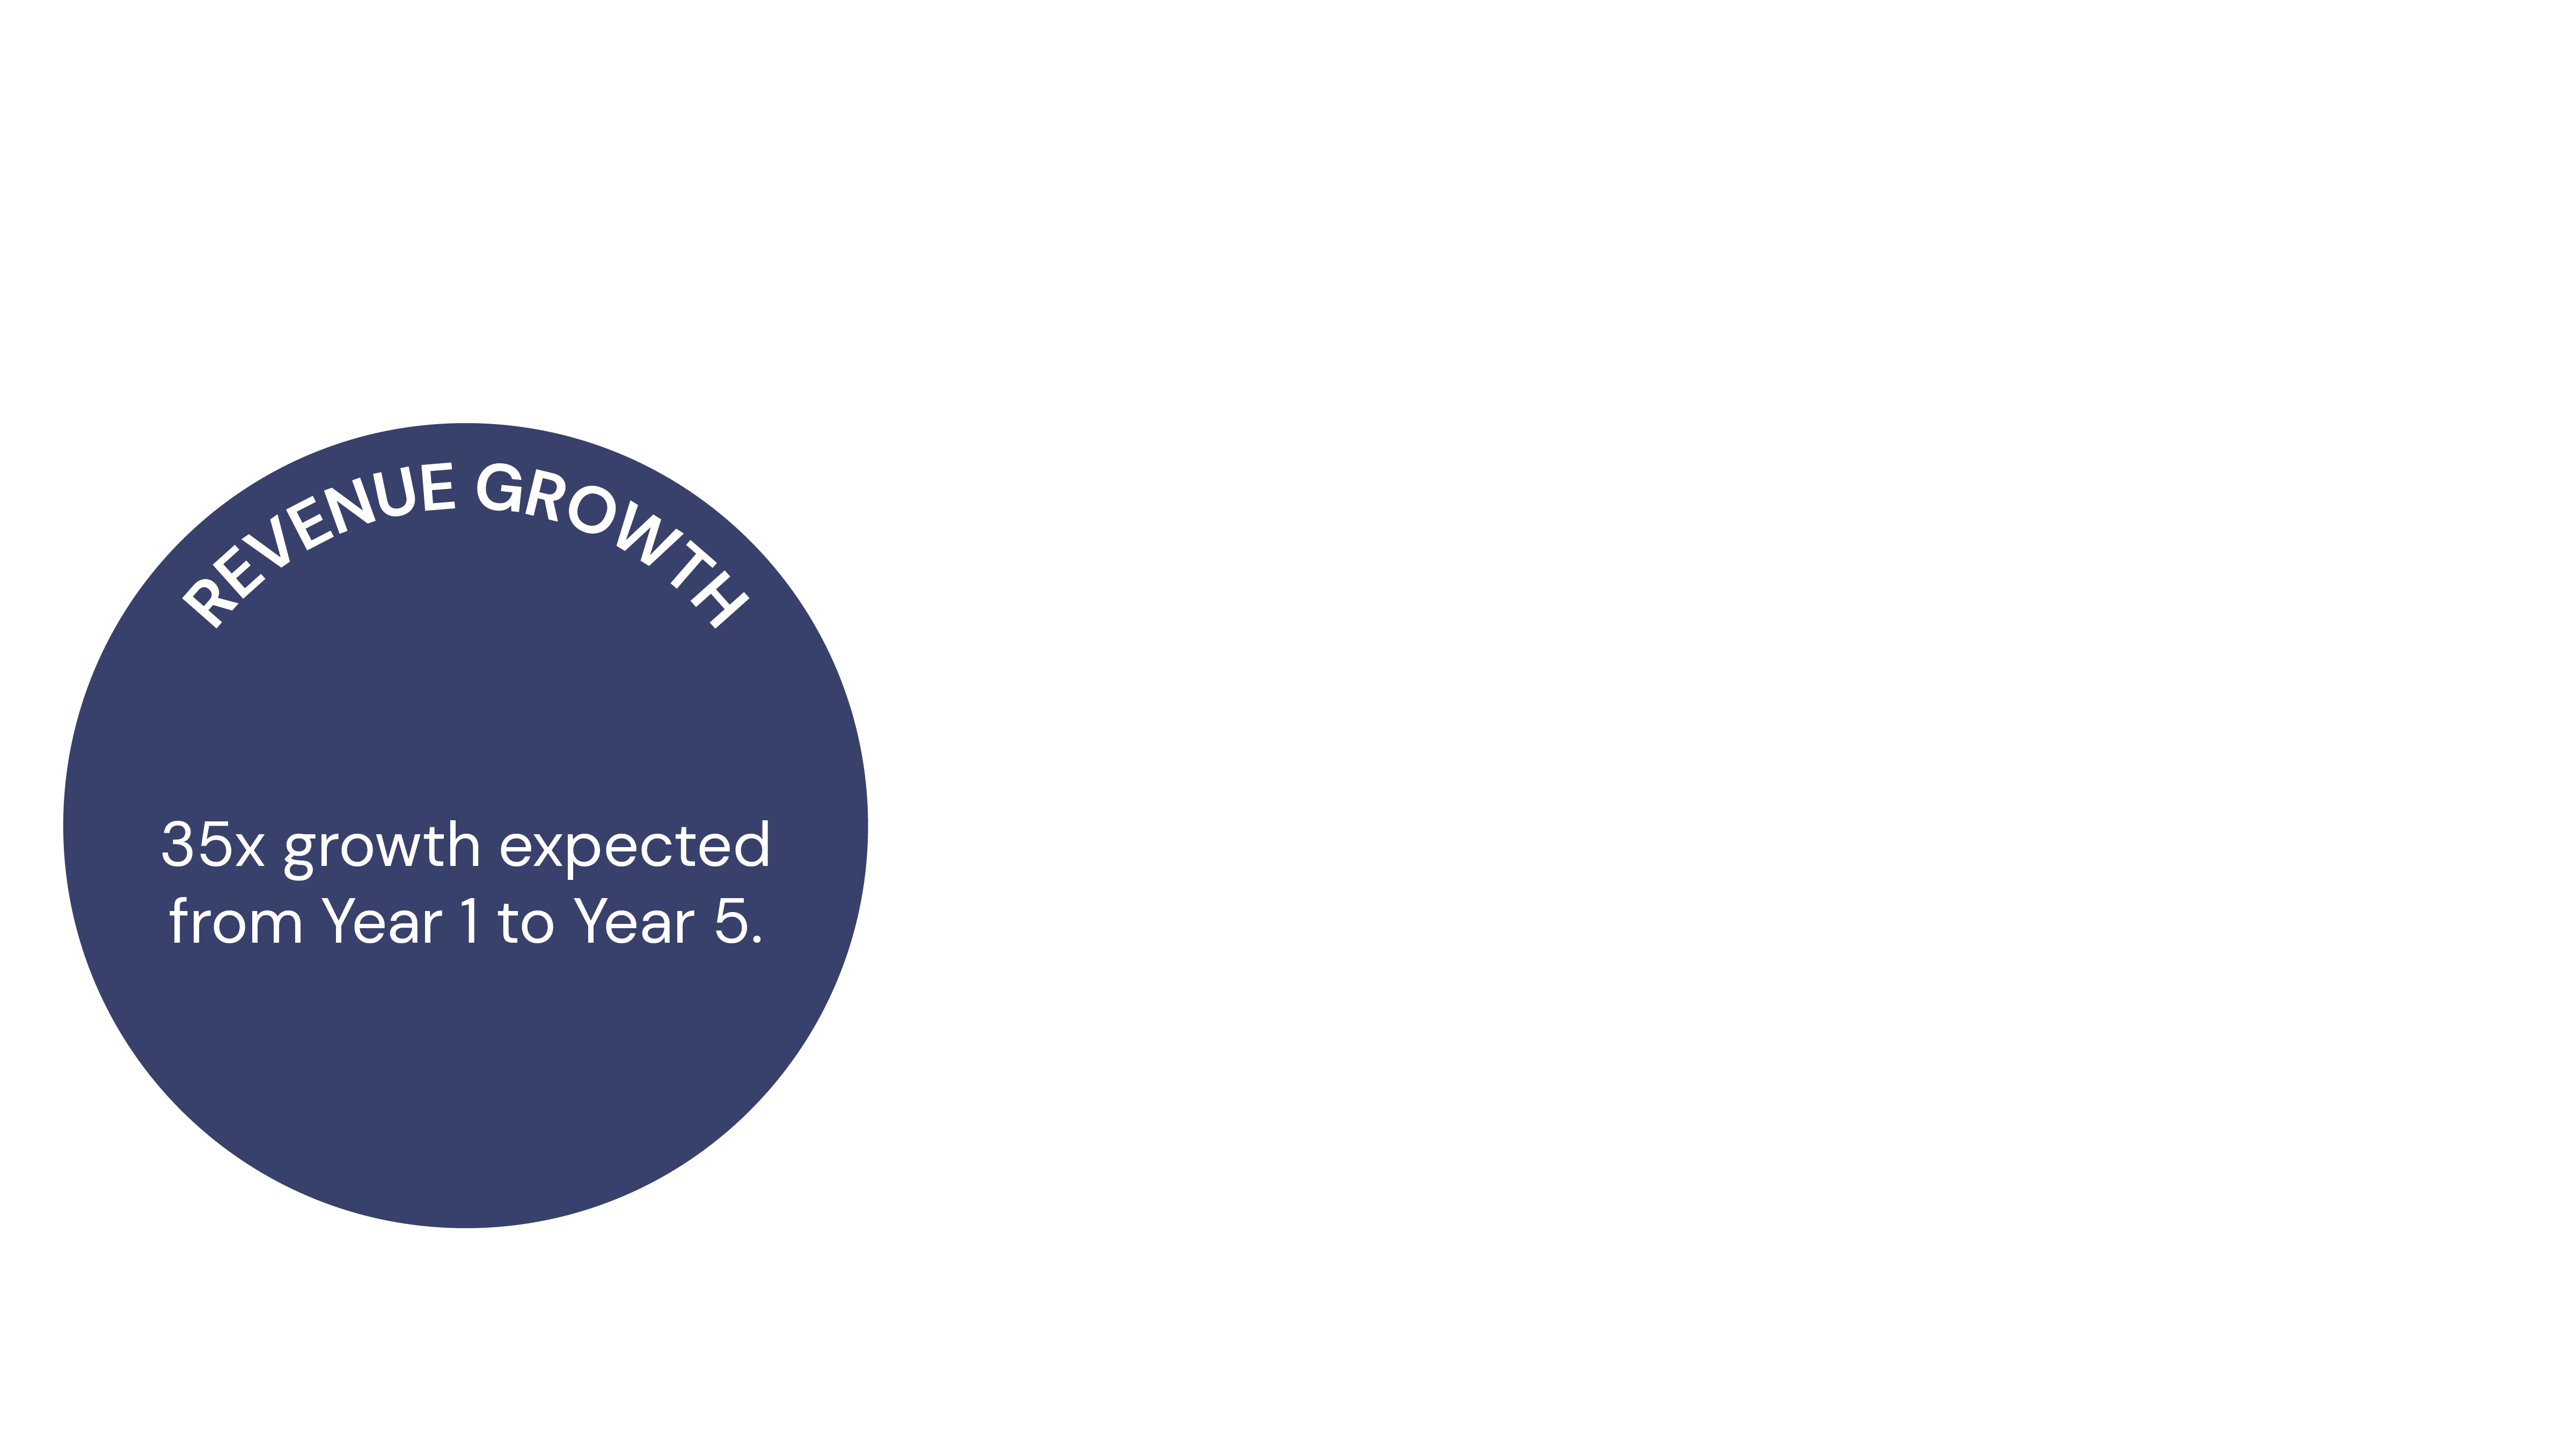 REVENUE GROWTH
35x growth expected
from Year 1 to Year 5.